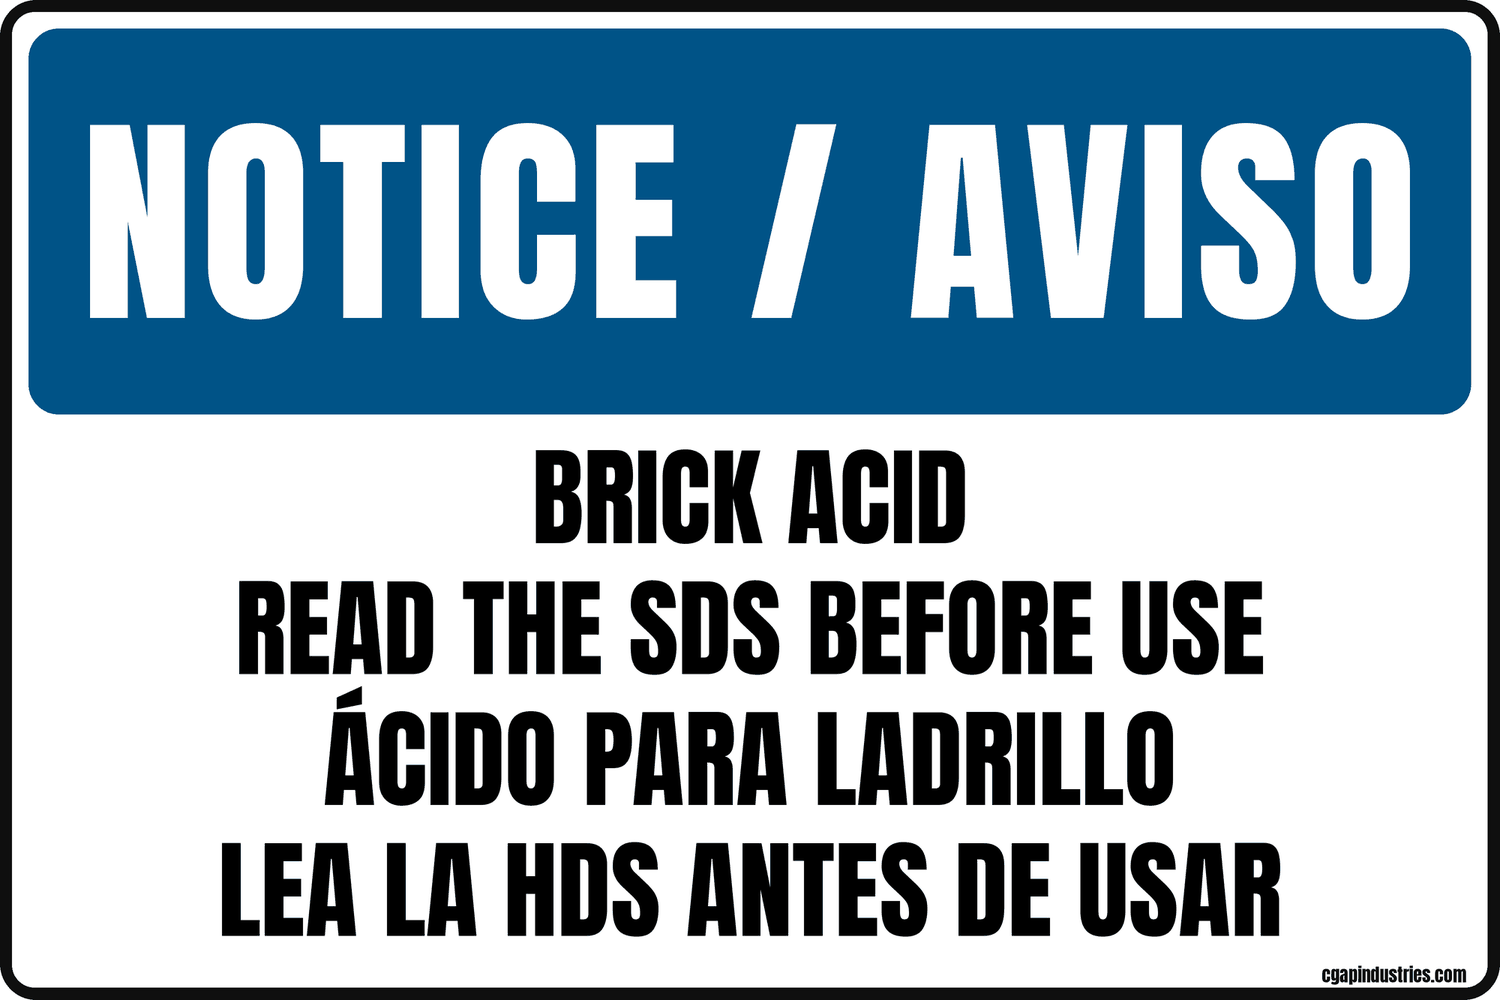 NOTICE / AVISO
BRICK ACID
READ THE SDS BEFORE USE
ÁCIDO PARA LADRILLO
LEA LA HDS ANTES DE USAR
cgapindustries.com